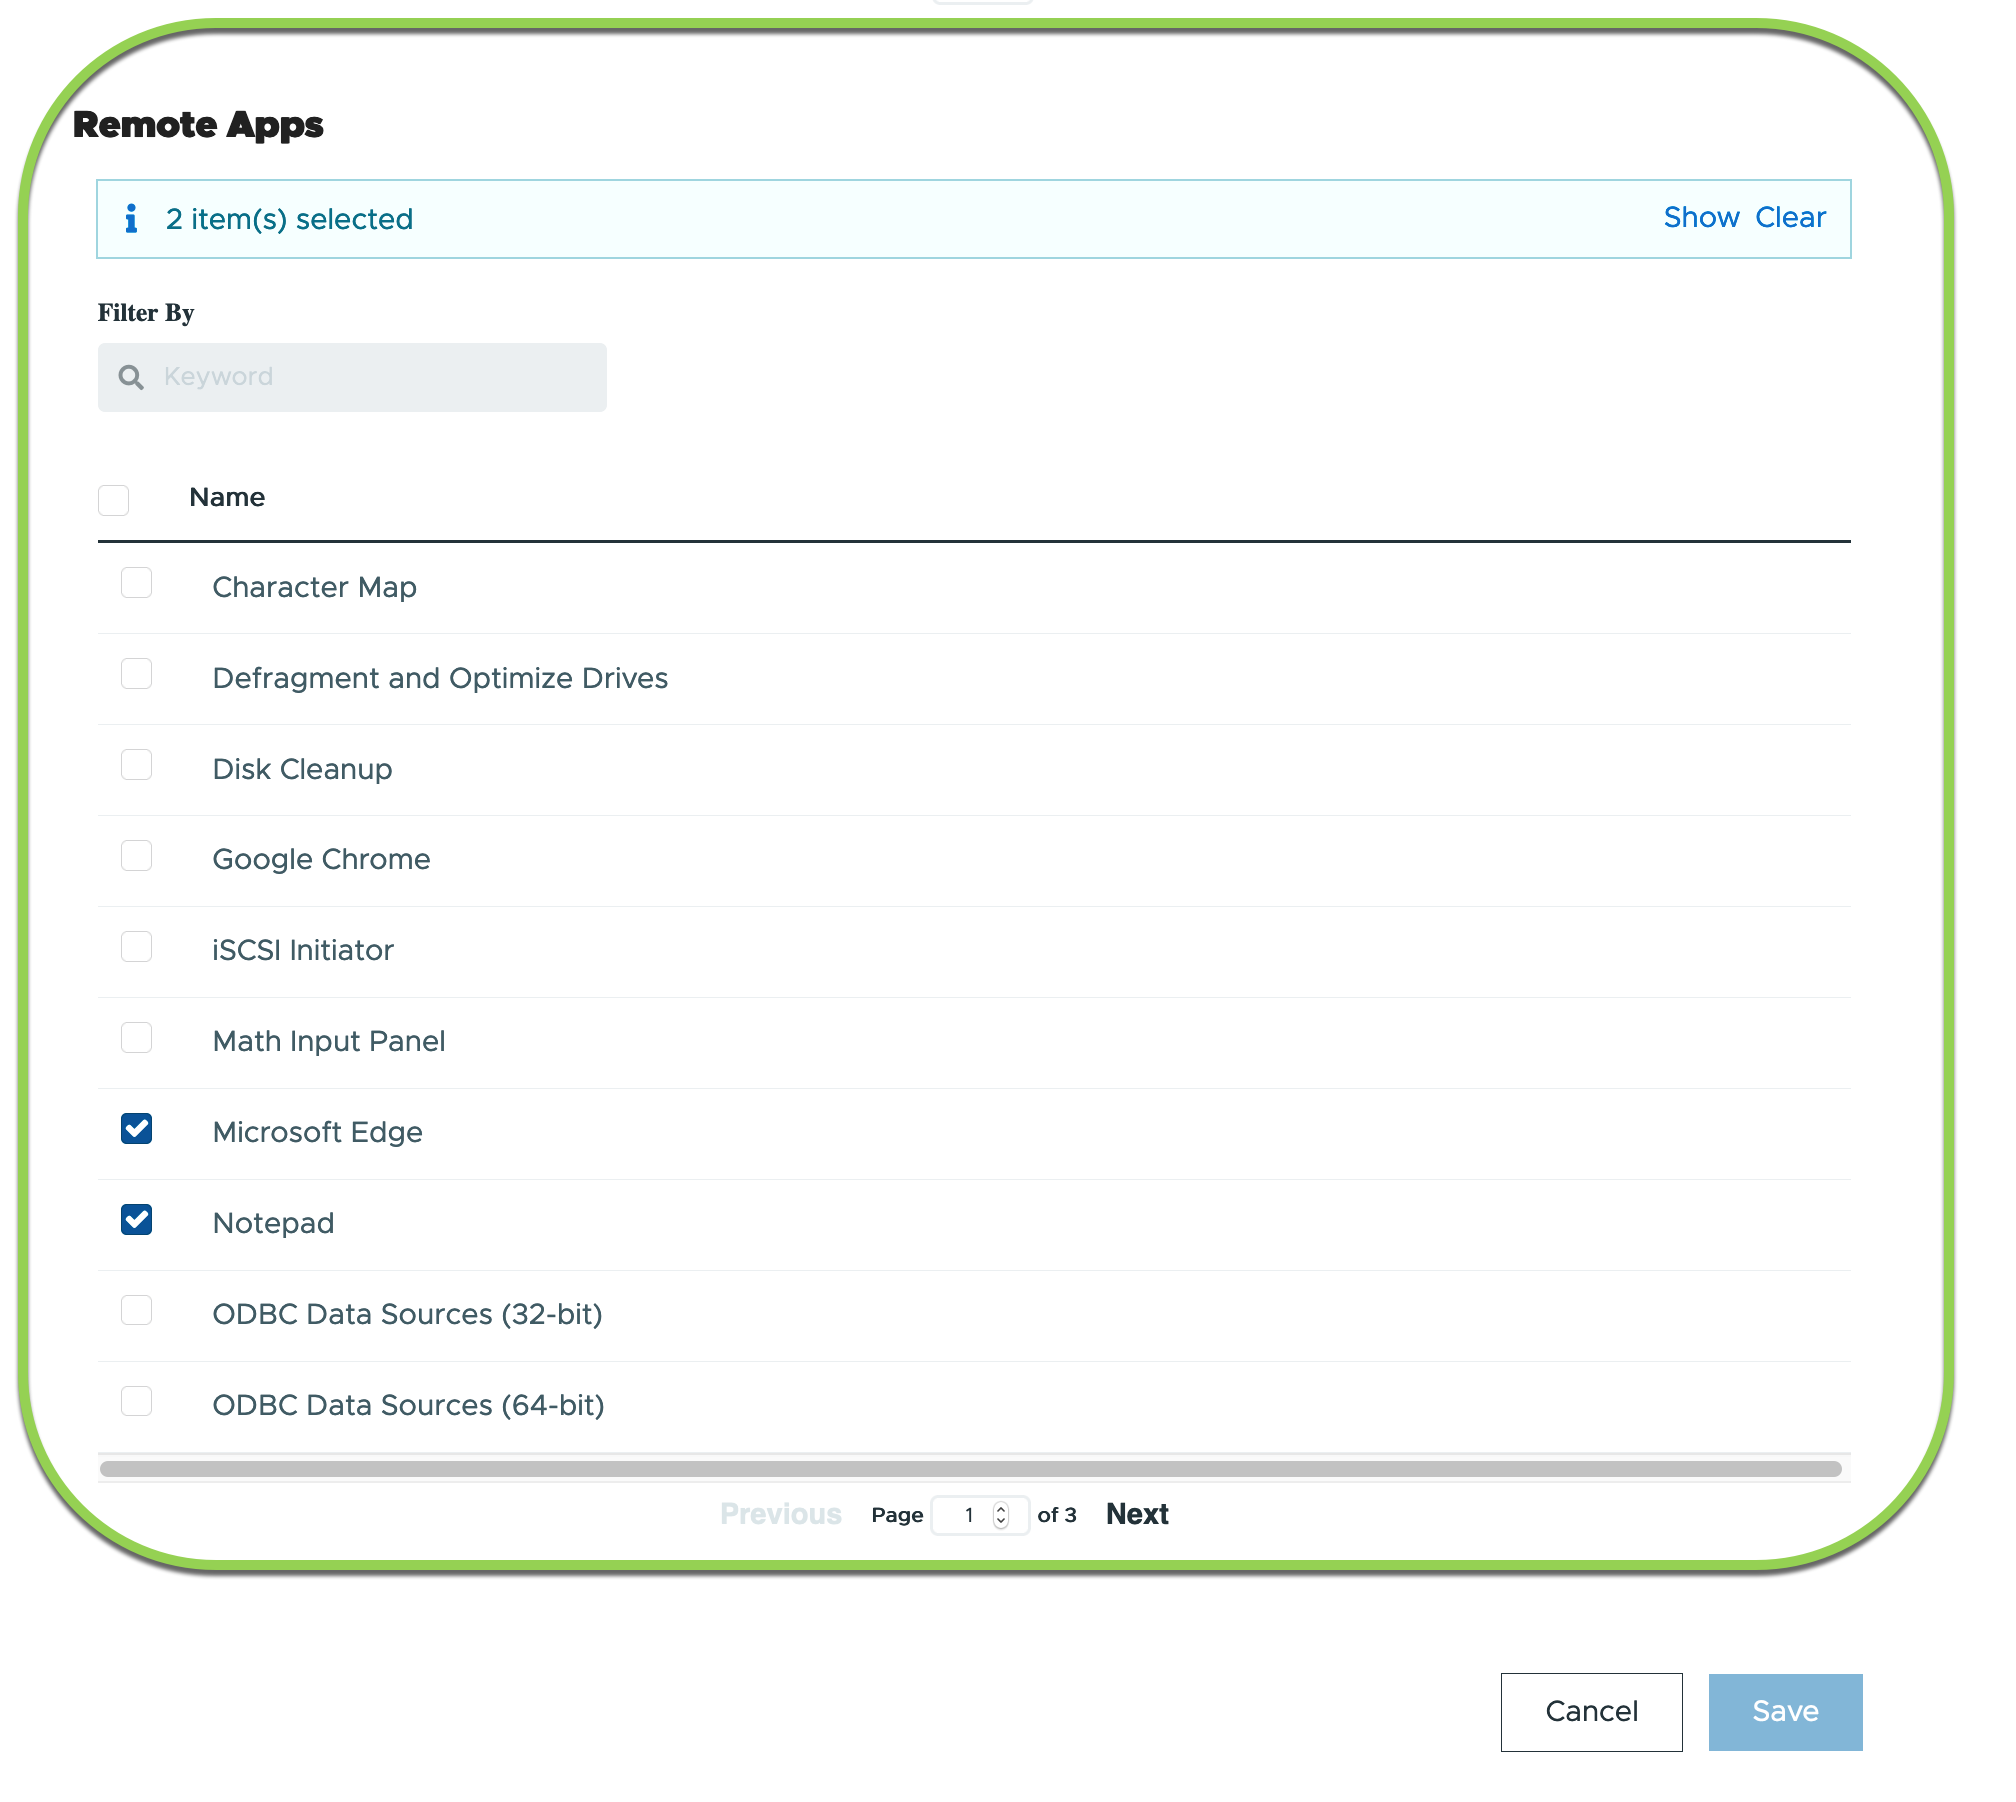 Remote Apps
2 item(s) selected
Show Clear
Filter By
Keyword
Name
Character Map
Defragment and Optimize Drives
Disk Cleanup
Google Chrome
iSCSI Initiator
Math Input Panel
Microsoft Edge
Notepad
ODBC Data Sources (32-bit)
ODBC Data Sources (64-bit)
Previous Page 1 of 3 Next
Cancel Save